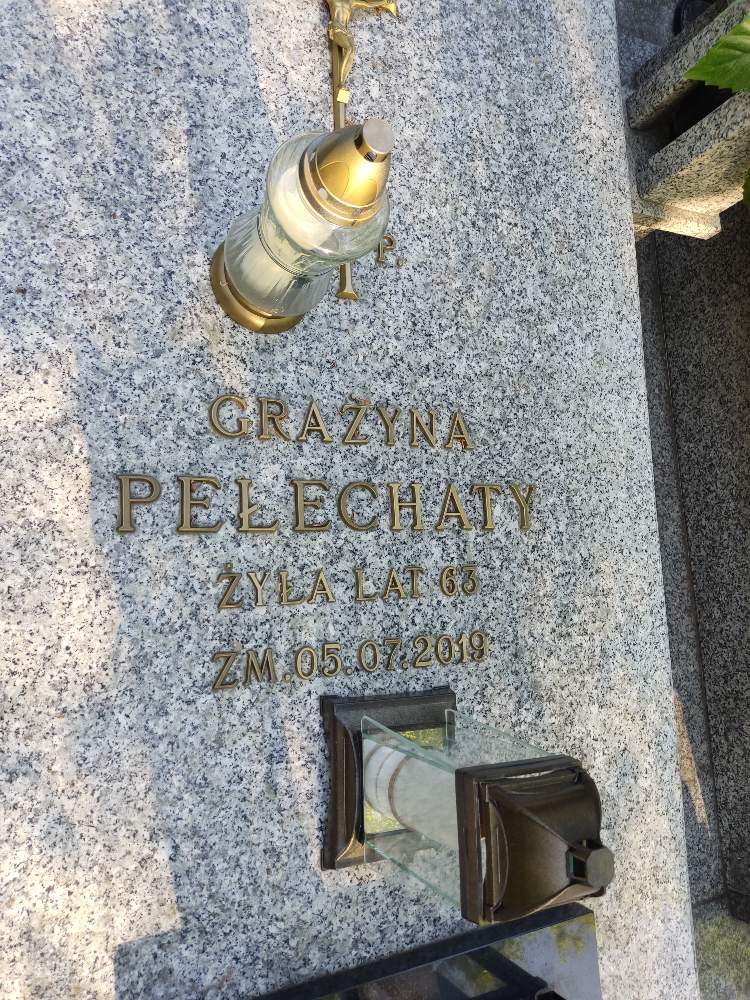 P.
GRAŻYNA
PEŁECHATY
ŻYŁA LAT 63
ZM. 05.07.2019